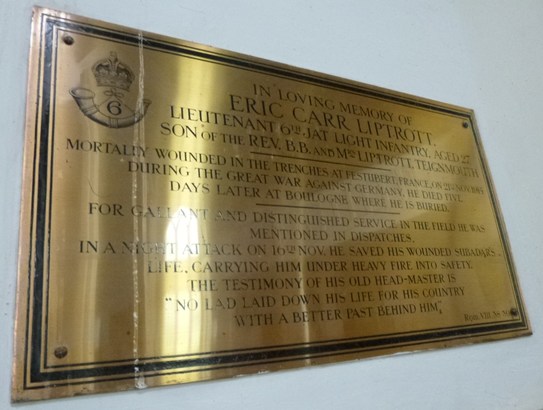 6
IN LOVING MEMORY OF
ERIC CARR LIPTROTT,
LIEUTENANT 6TH JAT LIGHT INFANTRY, AGED 27
SON OF THE REV. B.B. AND MRS LIPTROTT, TEIGNMOUTH
MORTALLY WOUNDED IN THE TRENCHES AT FESTUBERT, FRANCE, ON NOV 1914
DURING THE GREAT WAR AGAINST GERMANY, HE DIED FIVE
DAYS LATER AT BOULOGNE WHERE HE IS BURIED.
FOR GALLANT AND DISTINGUISHED SERVICE IN THE FIELD HE WAS
MENTIONED IN DISPATCHES.
IN A NIGHT ATTACK ON 16TH NOV. HE SAVED HIS WOUNDED SUBADAR'S
LIFE, CARRYING HIM UNDER HEAVY FIRE INTO SAFETY.
THE TESTIMONY OF HIS OLD HEAD-MASTER IS
"NO LAD LAID DOWN HIS LIFE FOR HIS COUNTRY
WITH A BETTER PAST BEHIND HIM".